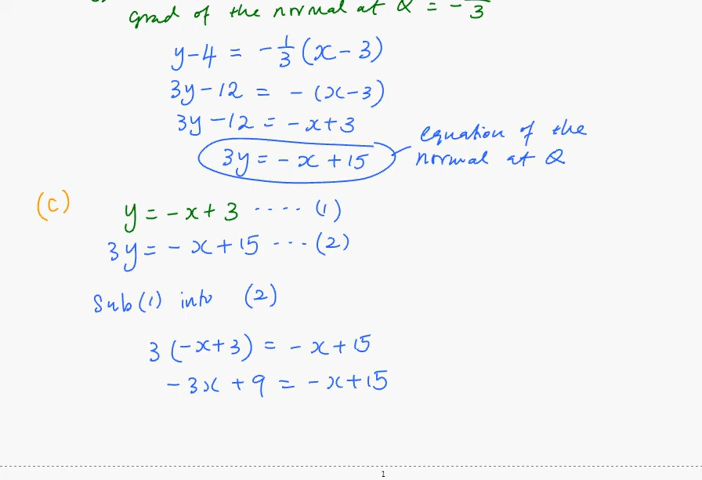 grad of the normal at Q = -1/3
y-4 = -1/3 (x-3)
3y-12 = -(x-3)
3y-12 = -x+3
3y = -x+15
equation of the
normal at Q
(c)
y = -x+3 .... (1)
3y = -x+15 ... (2)
Sub (1) into (2)
3(-x+3) = -x+15
-3x+9 = -x+15
1